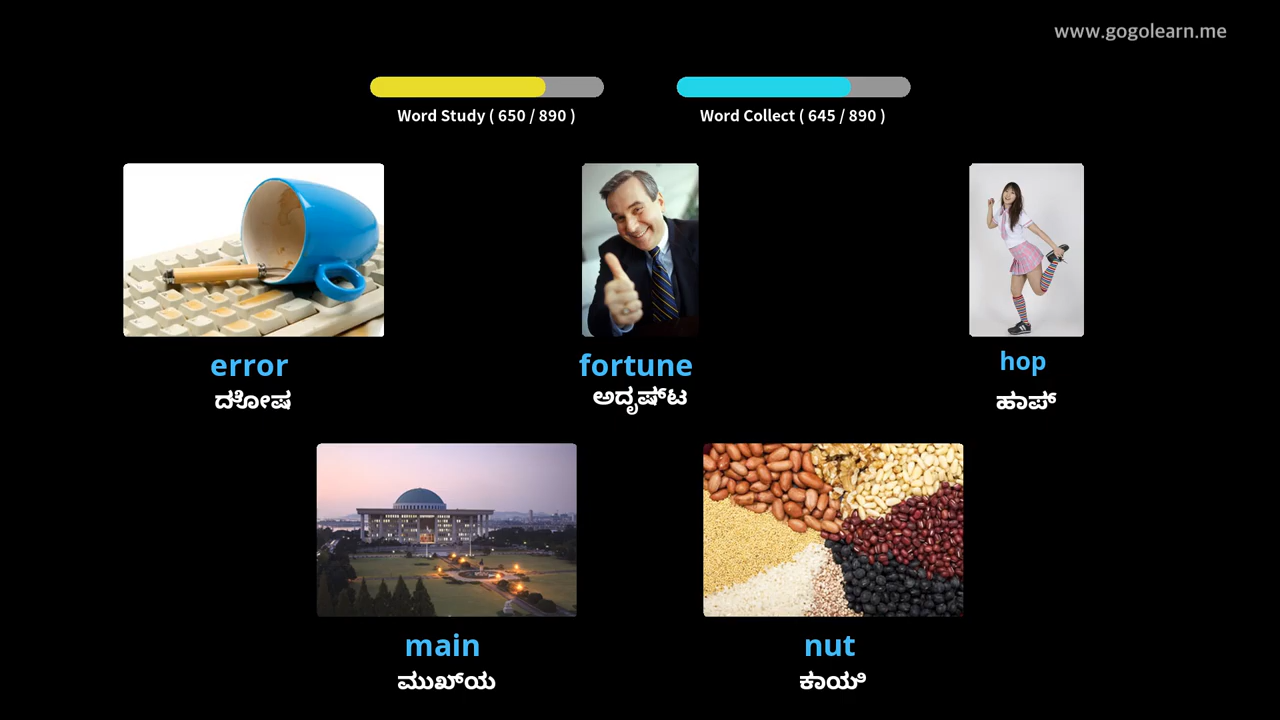 www.gogolearn.me
Word Study ( 650 / 890 )
Word Collect ( 645 / 890 )
error
ದೋಷ
fortune
ಅದೃಷ್ಟ
hop
ಹಾಪ್
main
ಮುಖ್ಯ
nut
ಕಾಯಿ